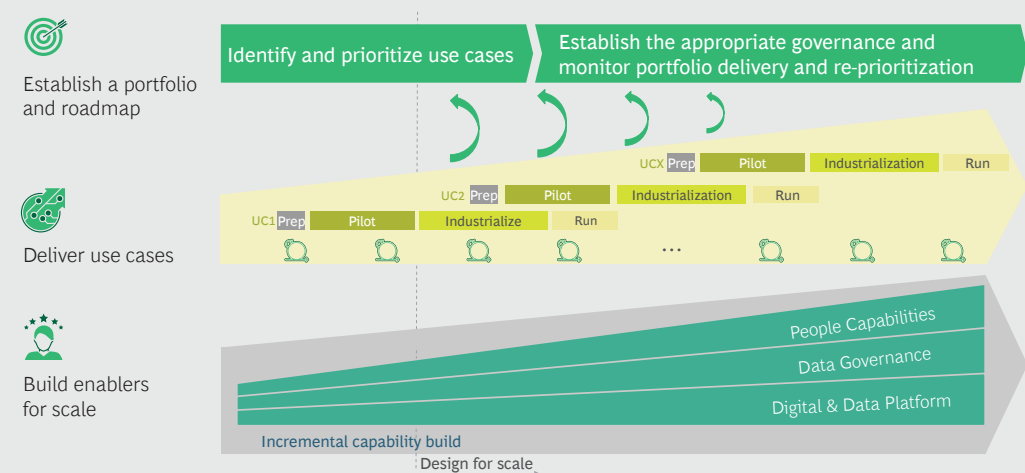 Establish a portfolio
and roadmap
Identify and prioritize use cases
Establish the appropriate governance and
monitor portfolio delivery and re-prioritization
Deliver use cases
UCX Prep Pilot Industrialization Run
UC2 Prep Pilot Industrialization Run
UC1 Prep Pilot Industrialize Run
...
Build enablers
for scale
People Capabilities
Data Governance
Digital & Data Platform
Incremental capability build
Design for scale